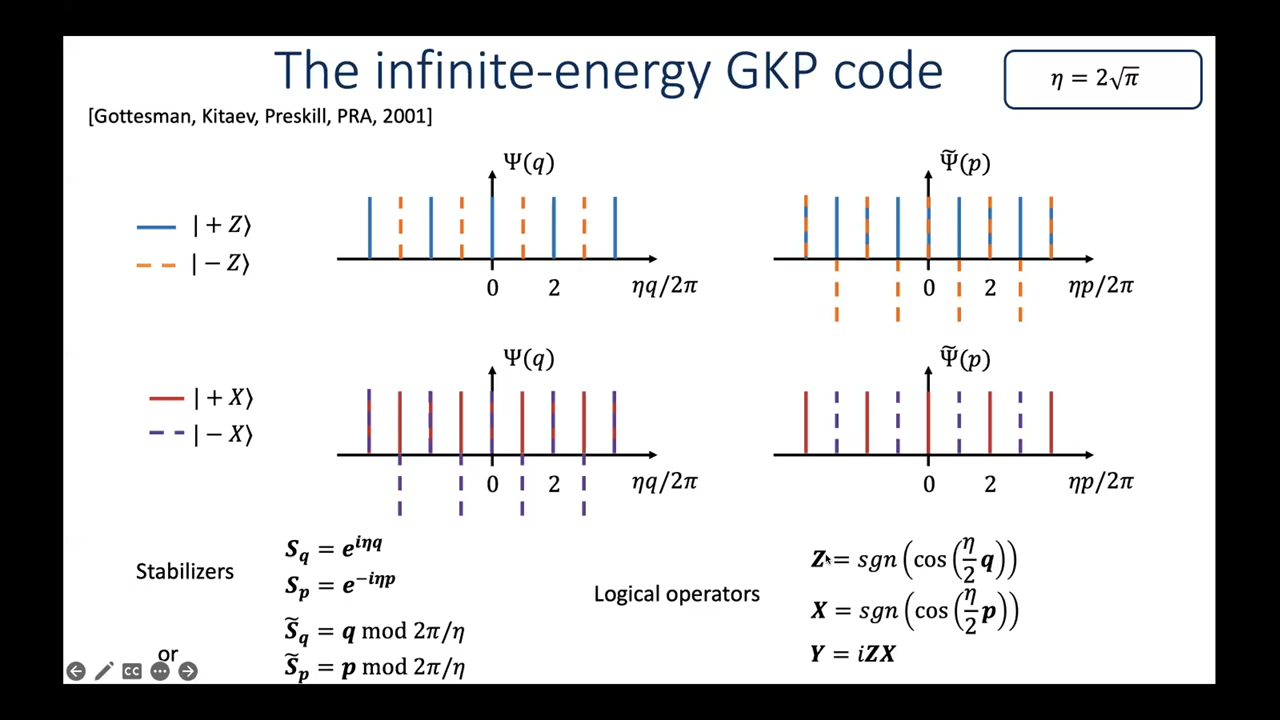 The infinite-energy GKP code
η = 2√π
[Gottesman, Kitaev, Preskill, PRA, 2001]
Ψ(q)
Ψ̃(p)
| + Z⟩
| − Z⟩
0
2
ηq/2π
0
2
ηp/2π
Ψ(q)
Ψ̃(p)
| + X⟩
| − X⟩
0
2
ηq/2π
0
2
ηp/2π
Stabilizers
S_q = e^{iηq}
S_p = e^{−iηp}
or
S̃_q = q mod 2π/η
S̃_p = p mod 2π/η
Logical operators
Z = sgn(cos(η/2 q))
X = sgn(cos(η/2 p))
Y = iZX
CC